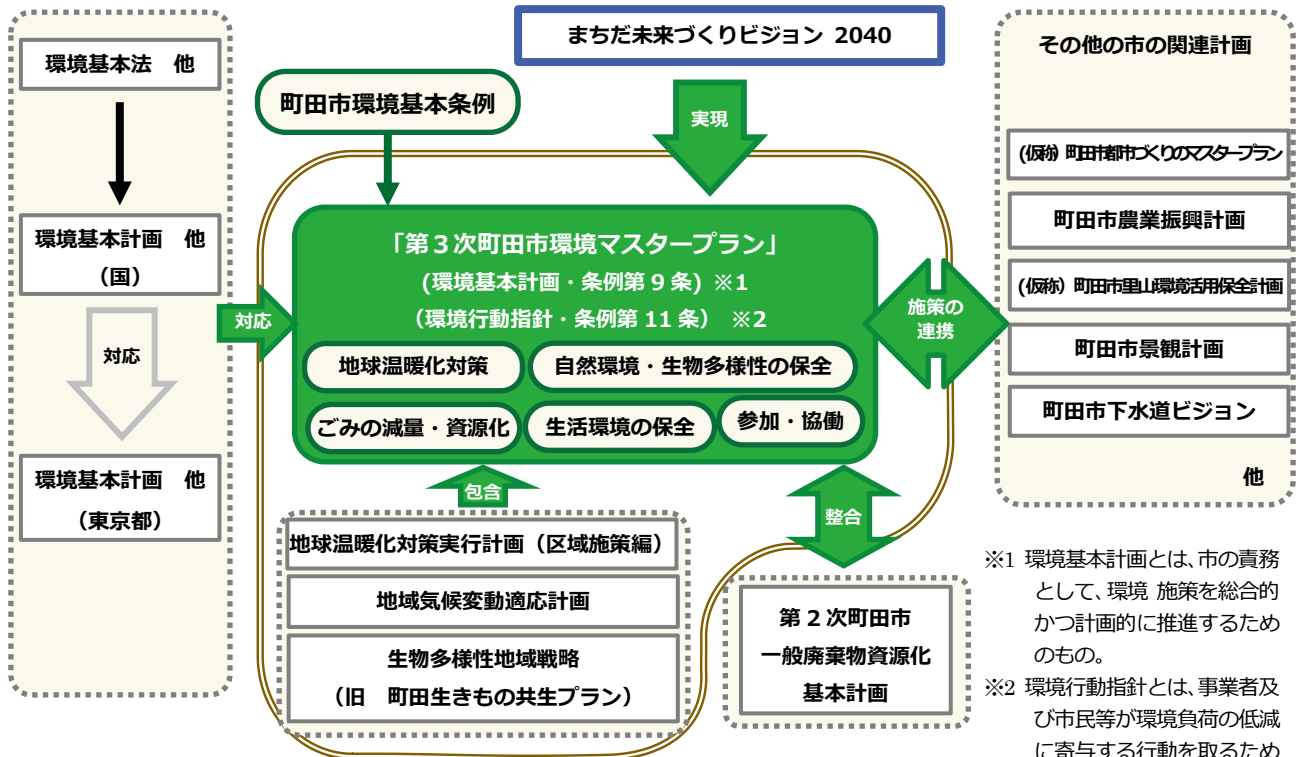 まちだ未来づくりビジョン 2040
環境基本法　他
環境基本計画　他
（国）
対応
環境基本計画　他
（東京都）
対応
町田市環境基本条例
実現
「第３次町田市環境マスタープラン」
(環境基本計画・条例第 9 条) ※1
（環境行動指針・条例第 11 条） ※2
地球温暖化対策
自然環境・生物多様性の保全
ごみの減量・資源化
生活環境の保全
参加・協働
包含
地球温暖化対策実行計画（区域施策編）
地域気候変動適応計画
生物多様性地域戦略
（旧　町田生きもの共生プラン）
整合
第 2 次町田市
一般廃棄物資源化
基本計画
施策の
連携
その他の市の関連計画
(仮称) 町田市都市づくりのマスタープラン
町田市農業振興計画
(仮称) 町田市里山環境活用保全計画
町田市景観計画
町田市下水道ビジョン
他
※1 環境基本計画とは、市の責務
として、環境 施策を総合的
かつ計画的に推進するため
のもの。
※2 環境行動指針とは、事業者及
び市民等が環境負荷の低減
に寄与する行動を取るため